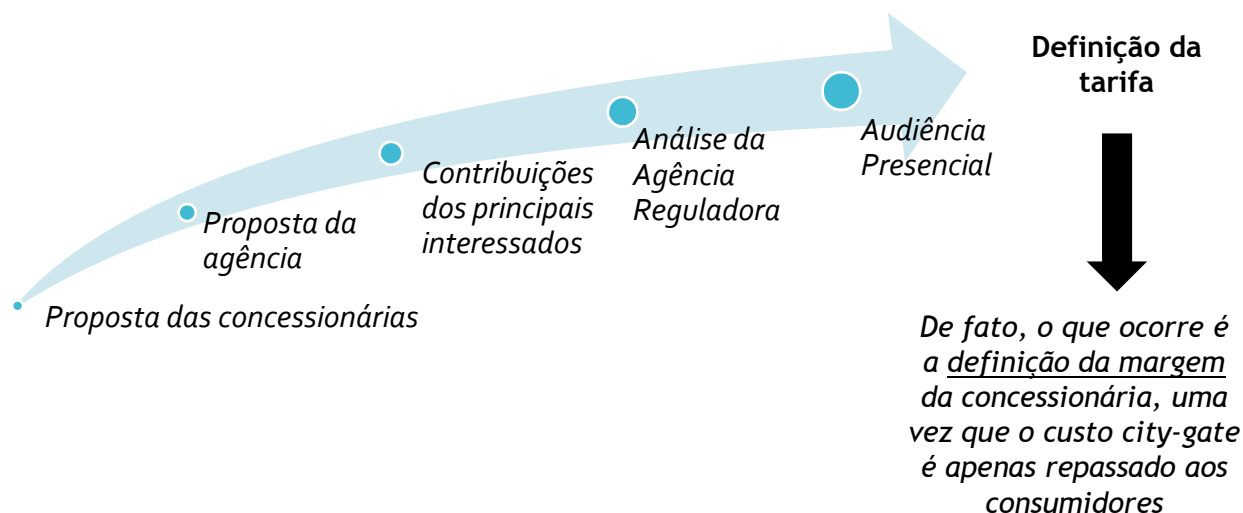 Proposta das concessionárias
Proposta da
agência
Contribuições
dos principais
interessados
Análise da
Agência
Reguladora
Audiência
Presencial
Definição da
tarifa
De fato, o que ocorre é
a definição da margem
da concessionária, uma
vez que o custo city-gate
é apenas repassado aos
consumidores